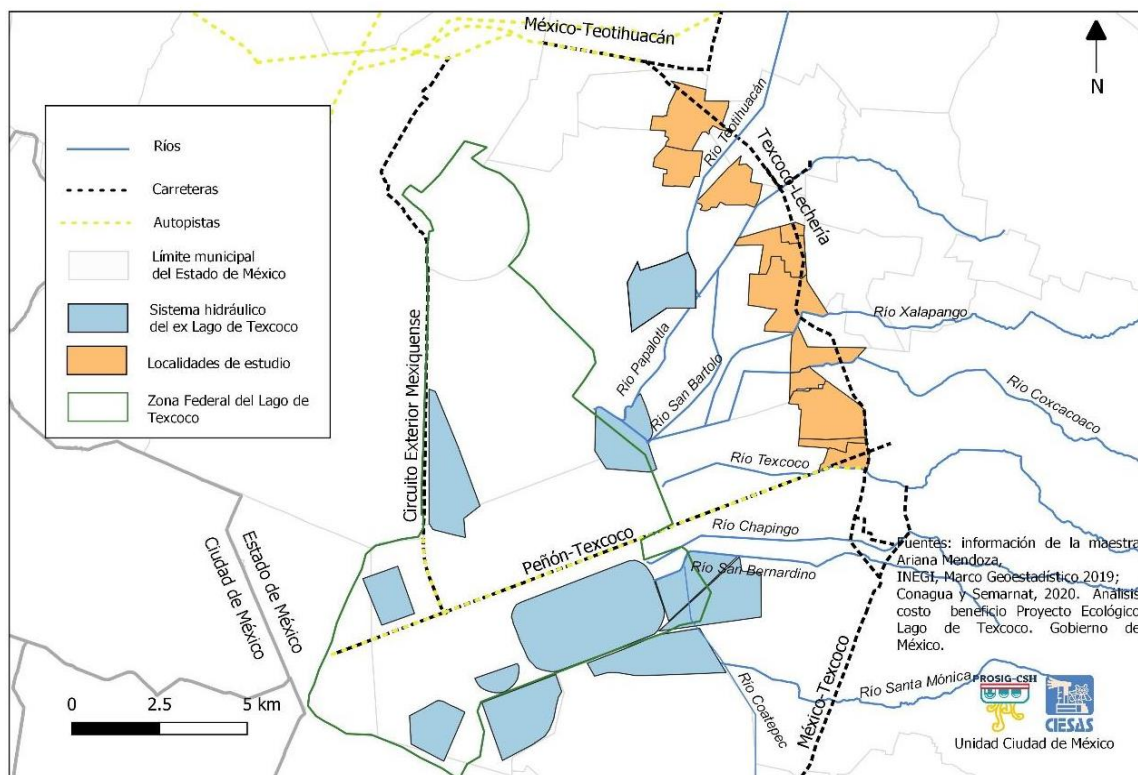 México-Teotihuacán
N
Ríos
Carreteras
Autopistas
Límite municipal
del Estado de México
Sistema hidráulico
del ex Lago de Texcoco
Localidades de estudio
Zona Federal del Lago de
Texcoco
Río Teotihuacán
Texcoco-Lechería
Río Xalapango
Río Papalotla
Río San Bartolo
Río Coxcacoaco
Circuito Exterior Mexiquense
Río Texcoco
Río Chapingo
Peñón-Texcoco
Río San Bernardino
Estado de México
Ciudad de México
Fuentes: información de la maestra
Ariana Mendoza,
INEGI, Marco Geoestadístico 2019;
Conagua y Semarnat, 2020. Análisis
costo beneficio Proyecto Ecológico
Lago de Texcoco. Gobierno de
México.
Río Santa Mónica
Río Coatepec
México-Texcoco
0 2.5 5 km
PROSIG-CSH
CIESAS
Unidad Ciudad de México